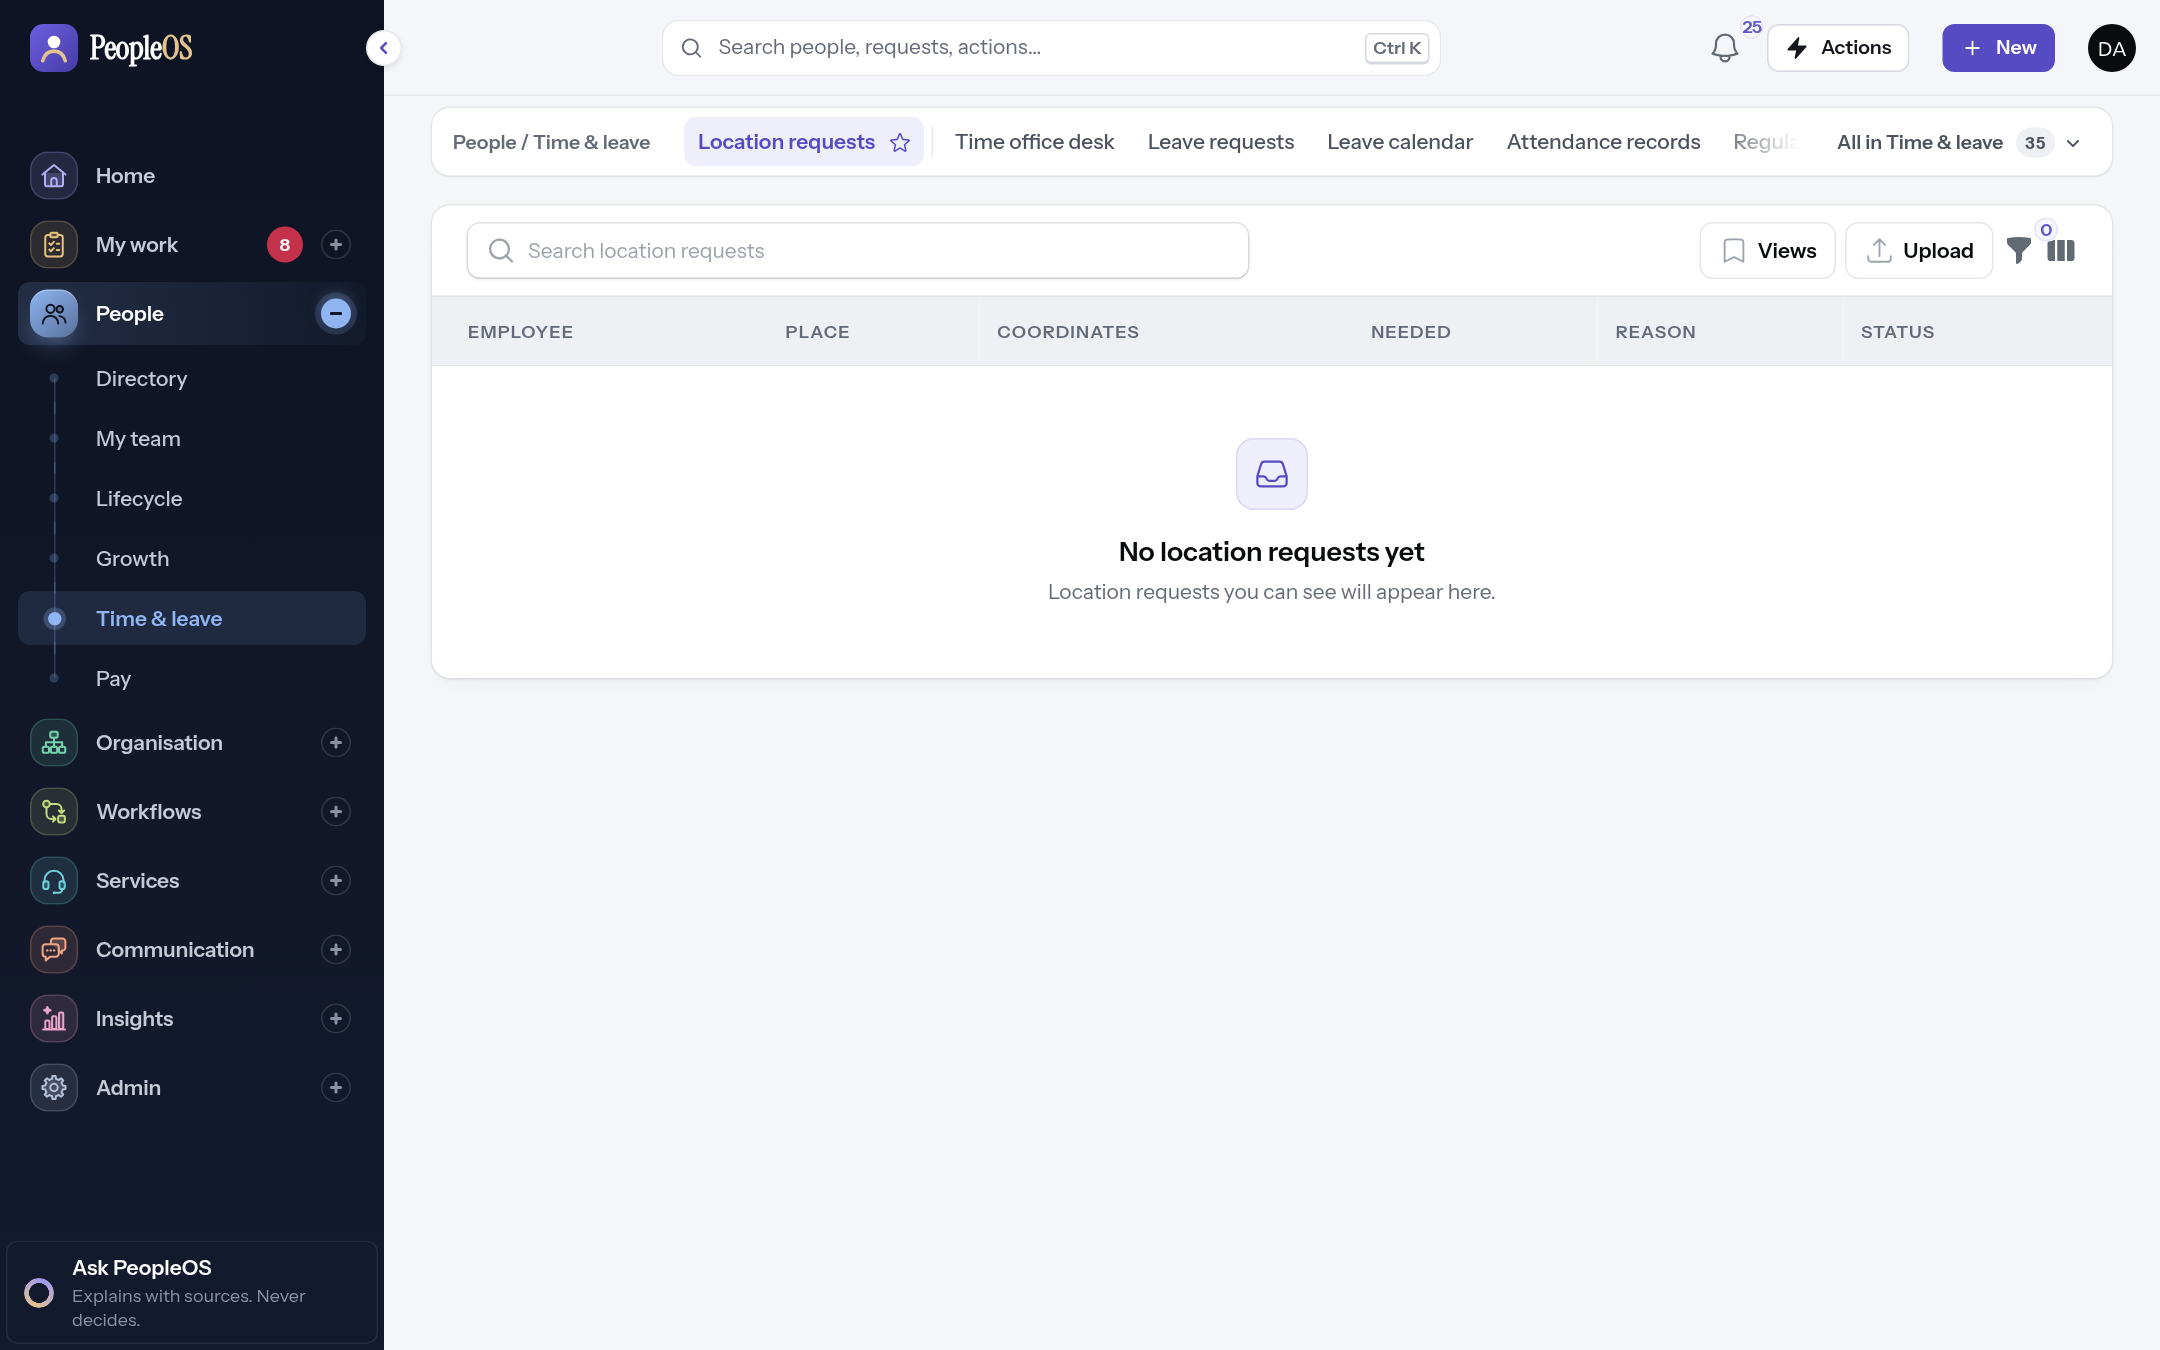 PeopleOS
Search people, requests, actions...
Ctrl K
25
Actions
New
DA
Home
My work
8
People
Directory
My team
Lifecycle
Growth
Time & leave
Pay
Organisation
Workflows
Services
Communication
Insights
Admin
Ask PeopleOS
Explains with sources. Never
decides.
People / Time & leave
Location requests
Time office desk
Leave requests
Leave calendar
Attendance records
Regula
All in Time & leave
35
Search location requests
Views
Upload
0
EMPLOYEE
PLACE
COORDINATES
NEEDED
REASON
STATUS
No location requests yet
Location requests you can see will appear here.